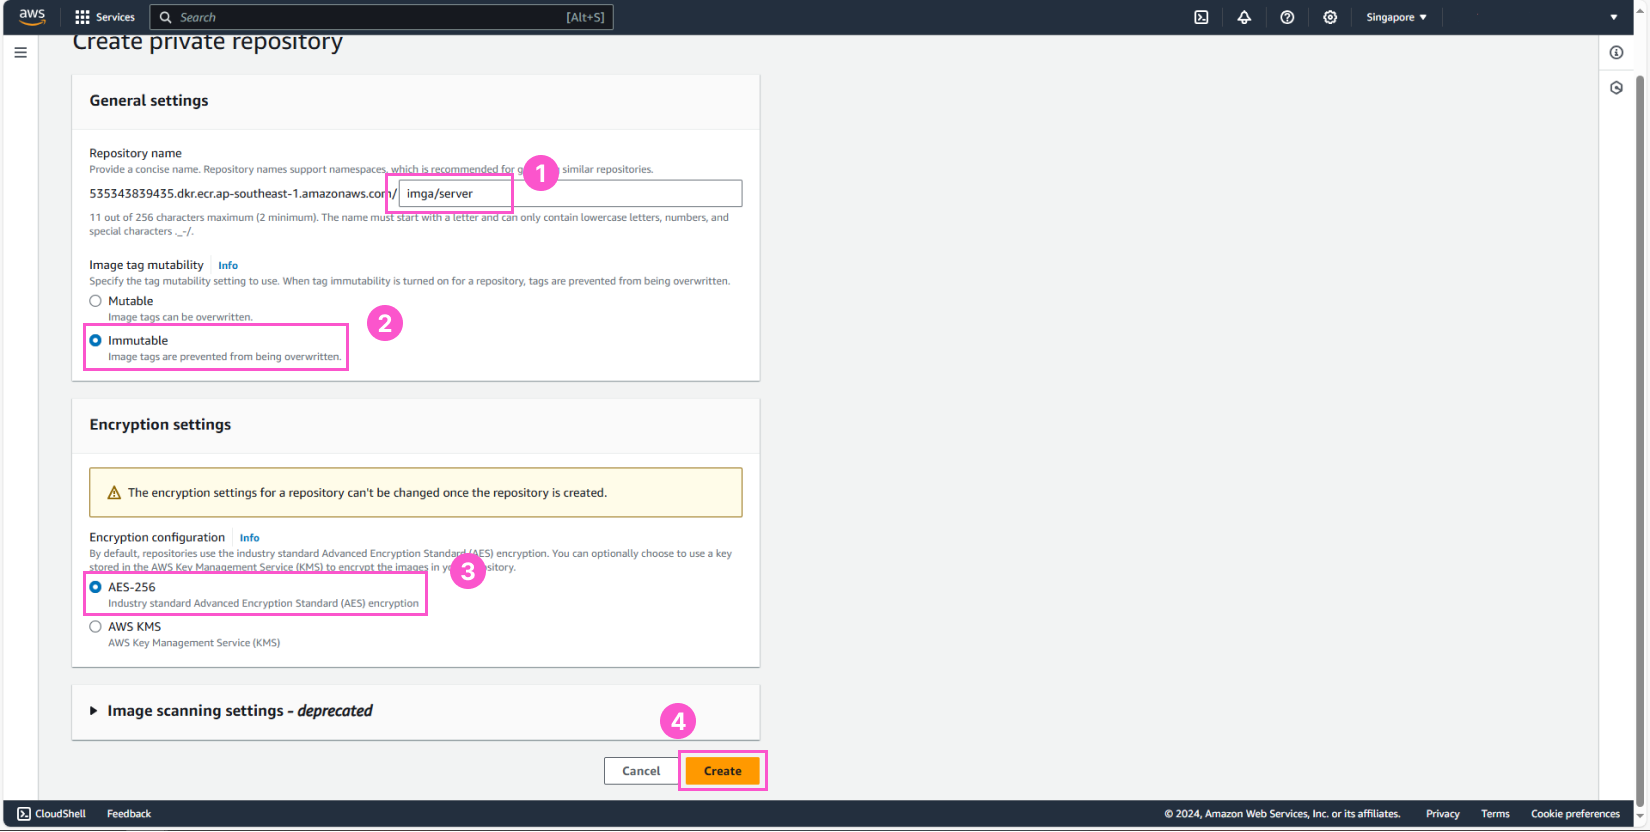 aws
Services
Search
[Alt+S]
Singapore
Create private repository
General settings
Repository name
Provide a concise name. Repository names support namespaces, which is recommended for g similar repositories.
1
535343839435.dkr.ecr.ap-southeast-1.amazonaws.com/
imga/server
11 out of 256 characters maximum (2 minimum). The name must start with a letter and can only contain lowercase letters, numbers, and
special characters ._-/.
Image tag mutability
Info
Specify the tag mutability setting to use. When tag immutability is turned on for a repository, tags are prevented from being overwritten.
Mutable
Image tags can be overwritten.
2
Immutable
Image tags are prevented from being overwritten.
Encryption settings
The encryption settings for a repository can't be changed once the repository is created.
Encryption configuration
Info
By default, repositories use the industry standard Advanced Encryption Standard (AES) encryption. You can optionally choose to use a key
stored in the AWS Key Management Service (KMS) to encrypt the images in your repository.
3
AES-256
Industry standard Advanced Encryption Standard (AES) encryption
AWS KMS
AWS Key Management Service (KMS)
Image scanning settings - deprecated
4
Cancel
Create
CloudShell
Feedback
© 2024, Amazon Web Services, Inc. or its affiliates.
Privacy
Terms
Cookie preferences